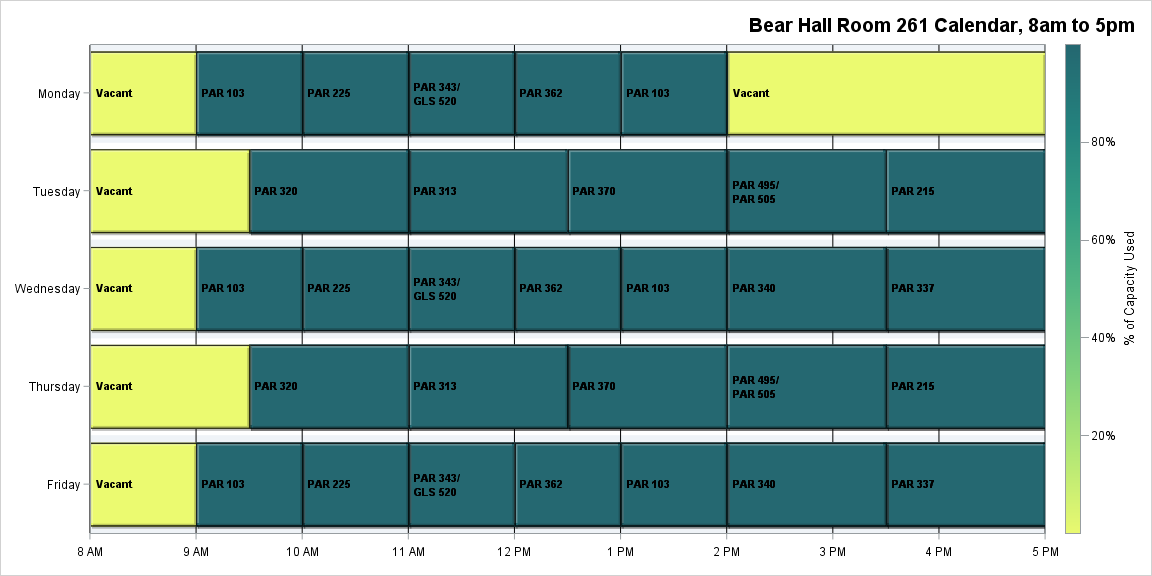 Bear Hall Room 261 Calendar, 8am to 5pm
Monday
Vacant
PAR 103
PAR 225
PAR 343/
GLS 520
PAR 362
PAR 103
Vacant
Tuesday
Vacant
PAR 320
PAR 313
PAR 370
PAR 495/
PAR 505
PAR 215
Wednesday
Vacant
PAR 103
PAR 225
PAR 343/
GLS 520
PAR 362
PAR 103
PAR 340
PAR 337
Thursday
Vacant
PAR 320
PAR 313
PAR 370
PAR 495/
PAR 505
PAR 215
Friday
Vacant
PAR 103
PAR 225
PAR 343/
GLS 520
PAR 362
PAR 103
PAR 340
PAR 337
8 AM
9 AM
10 AM
11 AM
12 PM
1 PM
2 PM
3 PM
4 PM
5 PM
80%
60%
40%
20%
% of Capacity Used